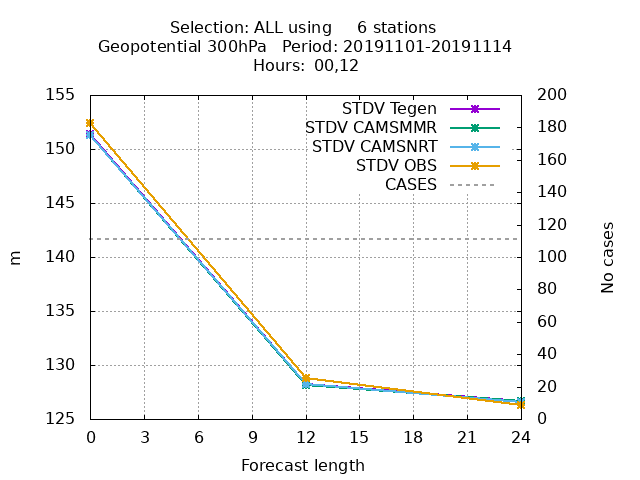 Selection: ALL using     6 stations
Geopotential 300hPa   Period: 20191101-20191114
Hours:  00,12
155
150
145
140
135
130
125
m
200
180
160
140
120
100
80
60
40
20
0
No cases
STDV Tegen
STDV CAMSMMR
STDV CAMSNRT
STDV OBS
CASES
0 3 6 9 12 15 18 21 24
Forecast length